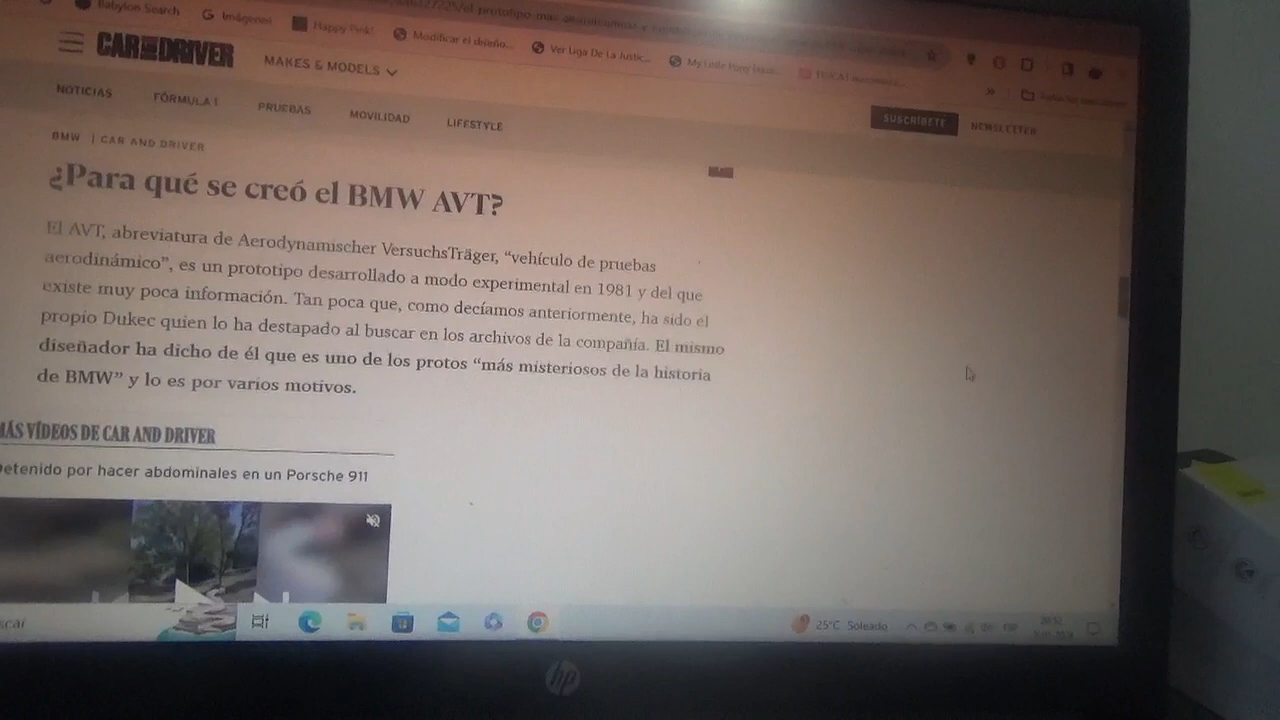 Babylon Search
Imágenes
Happy Pink!
Modificar el diseño...
Ver Liga De La Justic...
My Little Pony
CAR AND DRIVER
MAKES & MODELS
NOTICIAS
FÓRMULA 1
PRUEBAS
MOVILIDAD
LIFESTYLE
SUSCRÍBETE
NEWSLETTER
BMW | CAR AND DRIVER
¿Para qué se creó el BMW AVT?
El AVT, abreviatura de Aerodynamischer VersuchsTräger, “vehículo de pruebas
aerodinámico”, es un prototipo desarrollado a modo experimental en 1981 y del que
existe muy poca información. Tan poca que, como decíamos anteriormente, ha sido el
propio Dukec quien lo ha destapado al buscar en los archivos de la compañía. El mismo
diseñador ha dicho de él que es uno de los protos “más misteriosos de la historia
de BMW” y lo es por varios motivos.
MÁS VÍDEOS DE CAR AND DRIVER
Detenido por hacer abdominales en un Porsche 911
25°C Soleado
hp